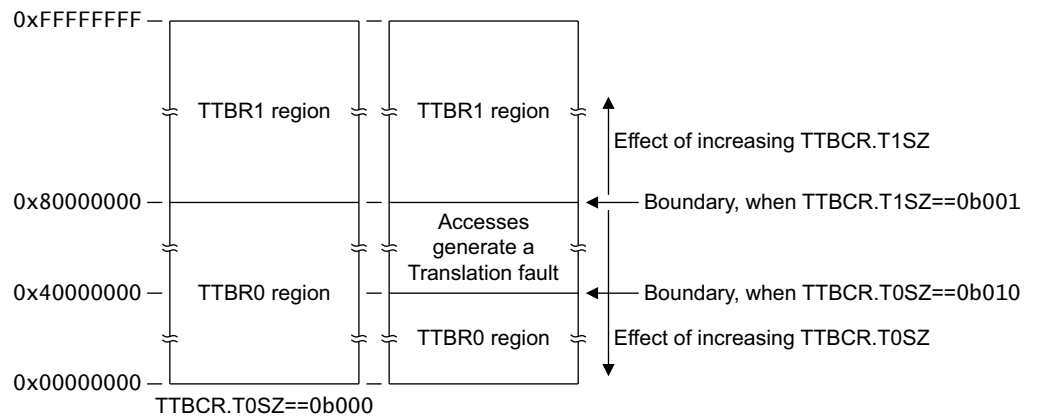 0xFFFFFFFF
TTBR1 region TTBR1 region
Effect of increasing TTBCR.T1SZ
0x80000000 Boundary, when TTBCR.T1SZ==0b001
Accesses
generate a
Translation fault
0x40000000 TTBR0 region Boundary, when TTBCR.T0SZ==0b010
TTBR0 region Effect of increasing TTBCR.T0SZ
0x00000000
TTBCR.T0SZ==0b000